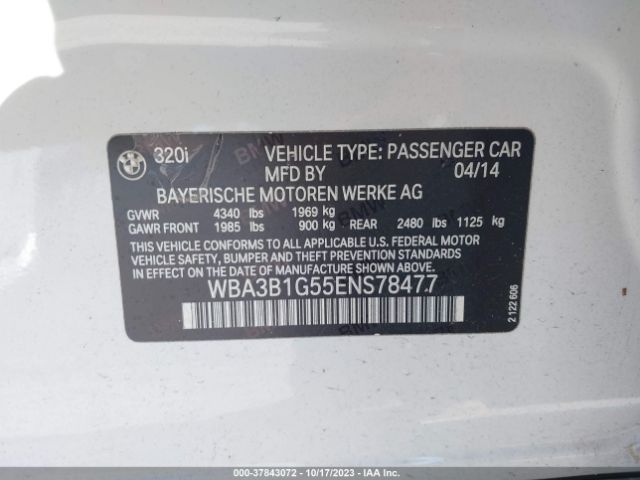 320i VEHICLE TYPE: PASSENGER CAR
MFD BY 04/14
BAYERISCHE MOTOREN WERKE AG
GVWR 4340 lbs 1969 kg
GAWR FRONT 1985 lbs 900 kg REAR 2480 lbs 1125 kg
THIS VEHICLE CONFORMS TO ALL APPLICABLE U.S. FEDERAL MOTOR
VEHICLE SAFETY, BUMPER AND THEFT PREVENTION STANDARDS
IN EFFECT ON THE DATE OF MANUFACTURE SHOWN ABOVE.
WBA3B1G55ENS78477
2 122 606
000-37843072 - 10/17/2023 - IAA Inc.